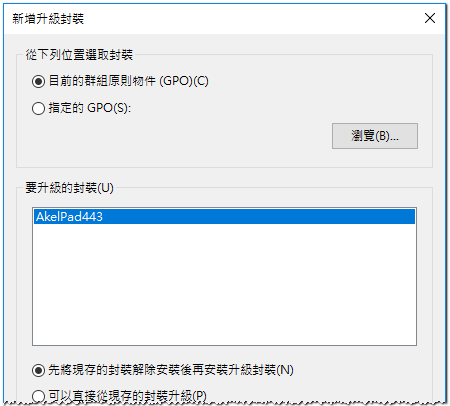 新增升級封裝
從下列位置選取封裝
目前的群組原則物件 (GPO)(C)
指定的 GPO(S):
瀏覽(B)...
要升級的封裝(U)
AkelPad443
先將現存的封裝解除安裝後再安裝升級封裝(N)
可以直接從現存的封裝升級(P)